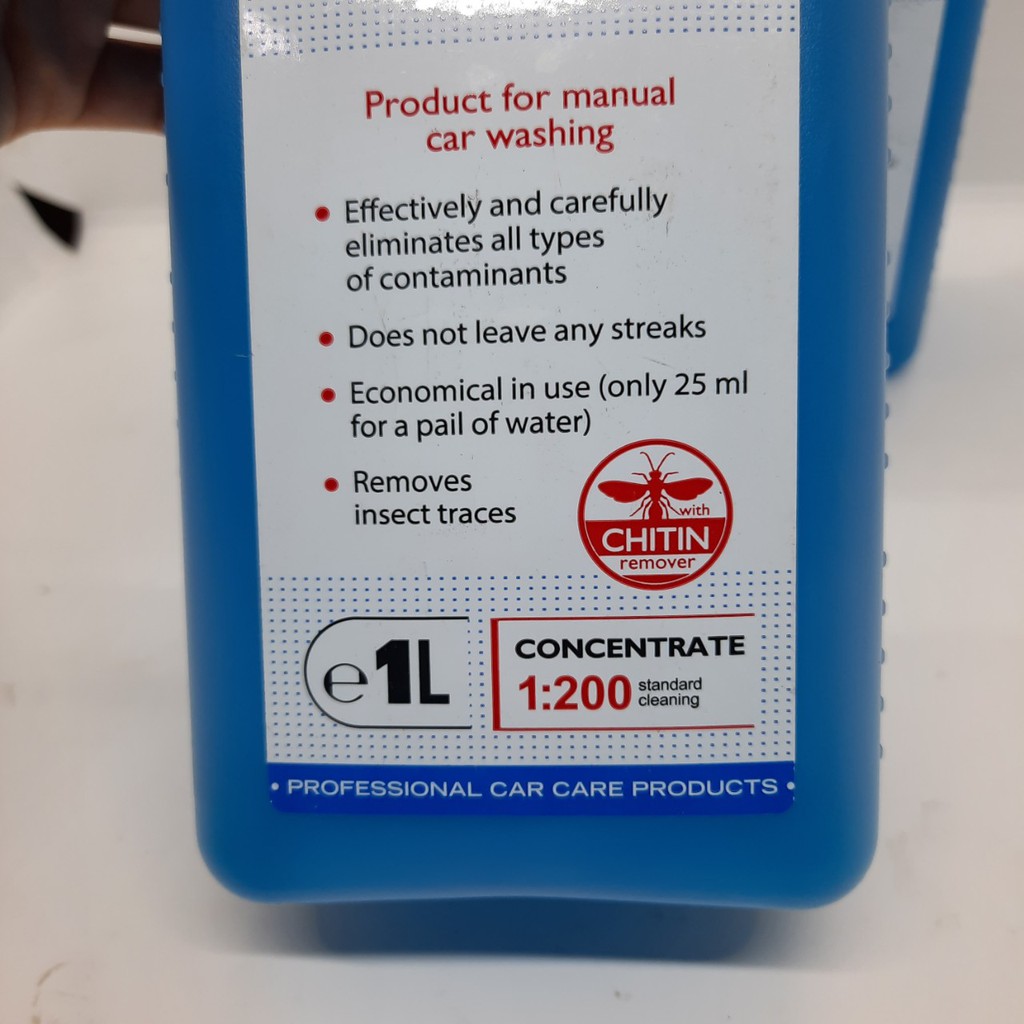 Product for manual
car washing
• Effectively and carefully
eliminates all types
of contaminants
• Does not leave any streaks
• Economical in use (only 25 ml
for a pail of water)
• Removes
insect traces
with
CHITIN
remover
e 1L
CONCENTRATE
1:200 standard
cleaning
• PROFESSIONAL CAR CARE PRODUCTS •